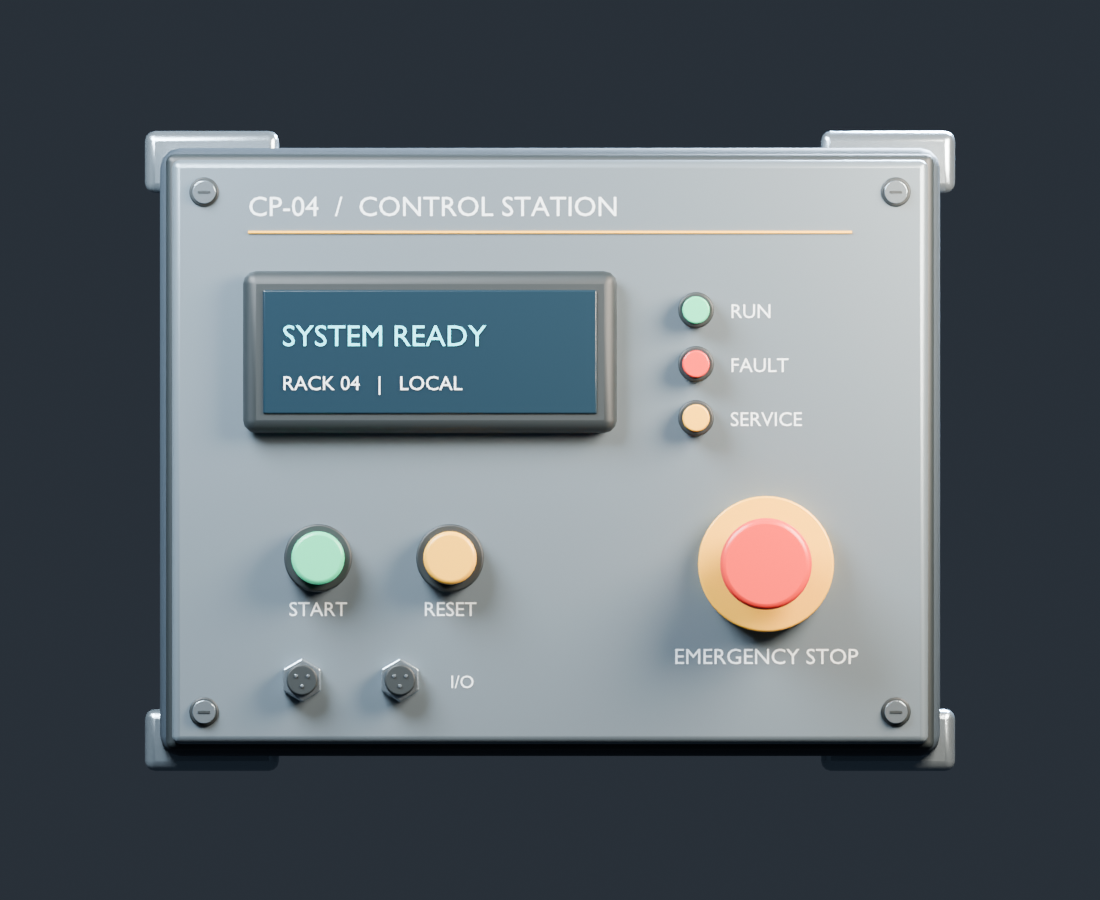 CP-04 / CONTROL STATION
SYSTEM READY
RACK 04 | LOCAL
RUN
FAULT
SERVICE
START
RESET
EMERGENCY STOP
I/O